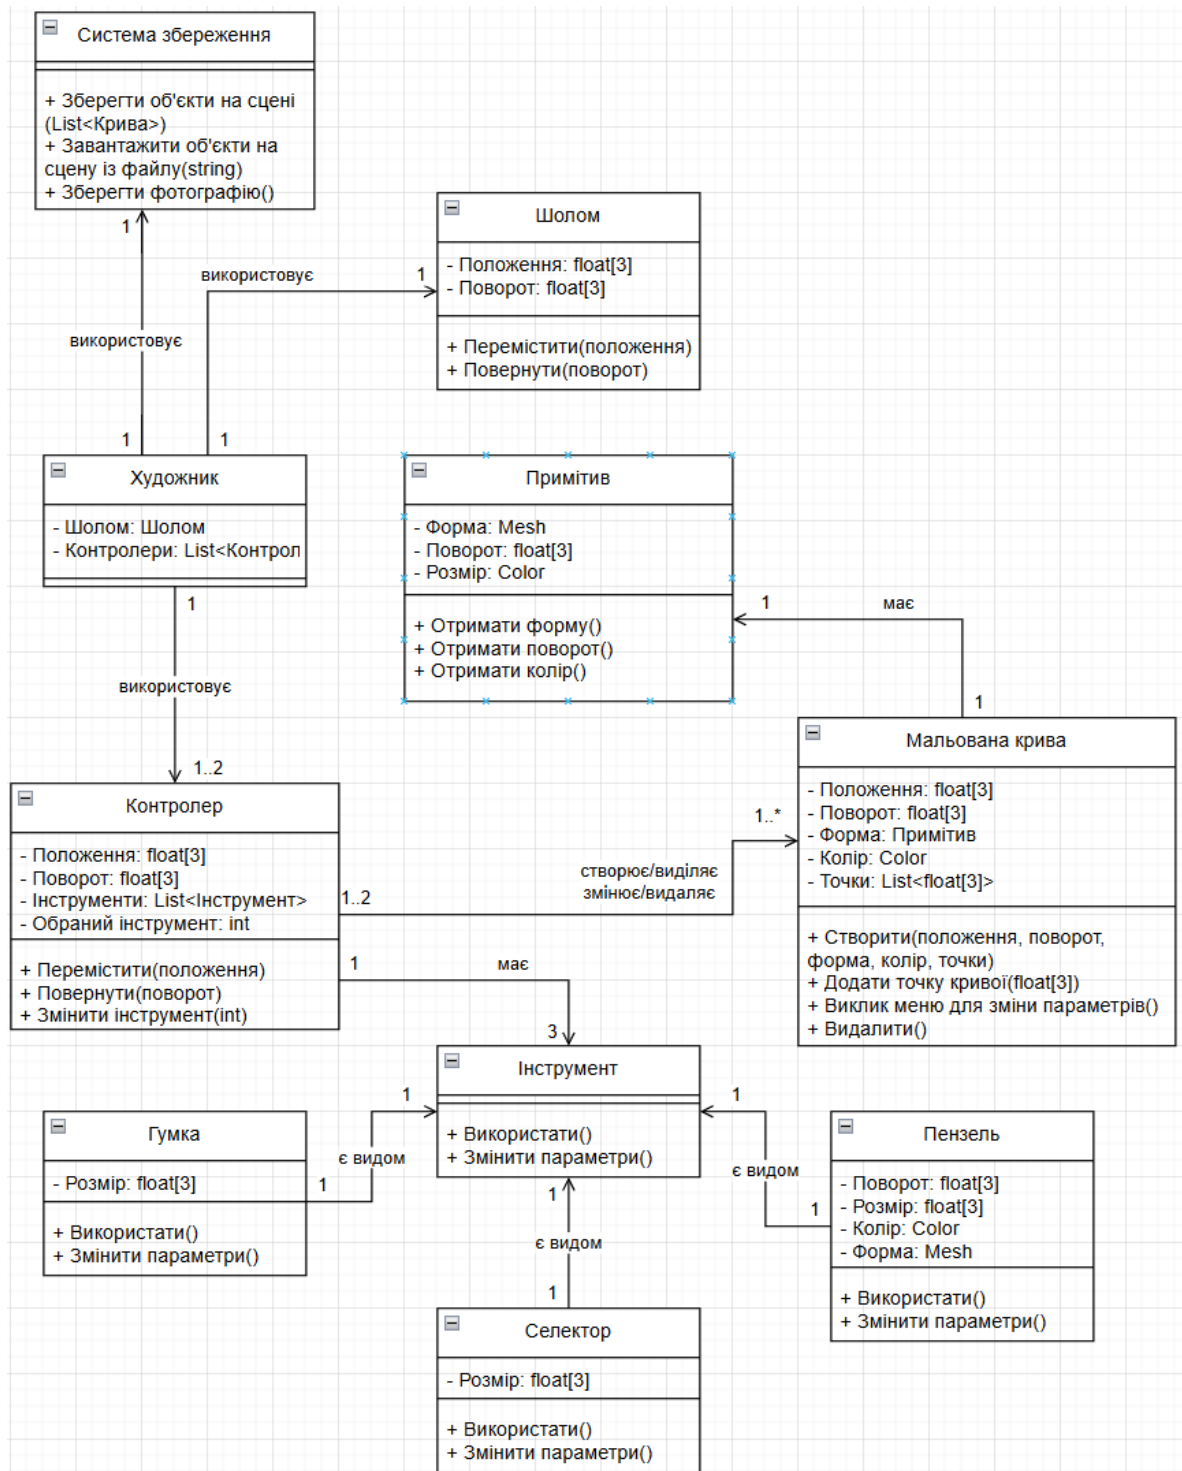 Система збереження
+ Зберегти об'єкти на сцені
(List<Крива>)
+ Завантажити об'єкти на
сцену із файлу(string)
+ Зберегти фотографію()
1
використовує
1
Шолом
- Положення: float[3]
- Поворот: float[3]
+ Перемістити(положення)
+ Повернути(поворот)
використовує
1
1
Художник
- Шолом: Шолом
- Контролери: List<Контрол
1
використовує
1..2
Примітив
- Форма: Mesh
- Поворот: float[3]
- Розмір: Color
+ Отримати форму()
+ Отримати поворот()
+ Отримати колір()
1
має
1
Мальована крива
- Положення: float[3]
- Поворот: float[3]
- Форма: Примітив
- Колір: Color
- Точки: List<float[3]>
+ Створити(положення, поворот,
форма, колір, точки)
+ Додати точку кривої(float[3])
+ Виклик меню для зміни параметрів()
+ Видалити()
Контролер
- Положення: float[3]
- Поворот: float[3]
- Інструменти: List<Інструмент>
- Обраний інструмент: int
+ Перемістити(положення)
+ Повернути(поворот)
+ Змінити інструмент(int)
1..*
створює/виділяє
змінює/видаляє
1..2
1
має
3
Інструмент
+ Використати()
+ Змінити параметри()
Гумка
- Розмір: float[3]
+ Використати()
+ Змінити параметри()
1
є видом
1
Пензель
- Поворот: float[3]
- Розмір: float[3]
- Колір: Color
- Форма: Mesh
+ Використати()
+ Змінити параметри()
1
є видом
1
1
є видом
1
Селектор
- Розмір: float[3]
+ Використати()
+ Змінити параметри()